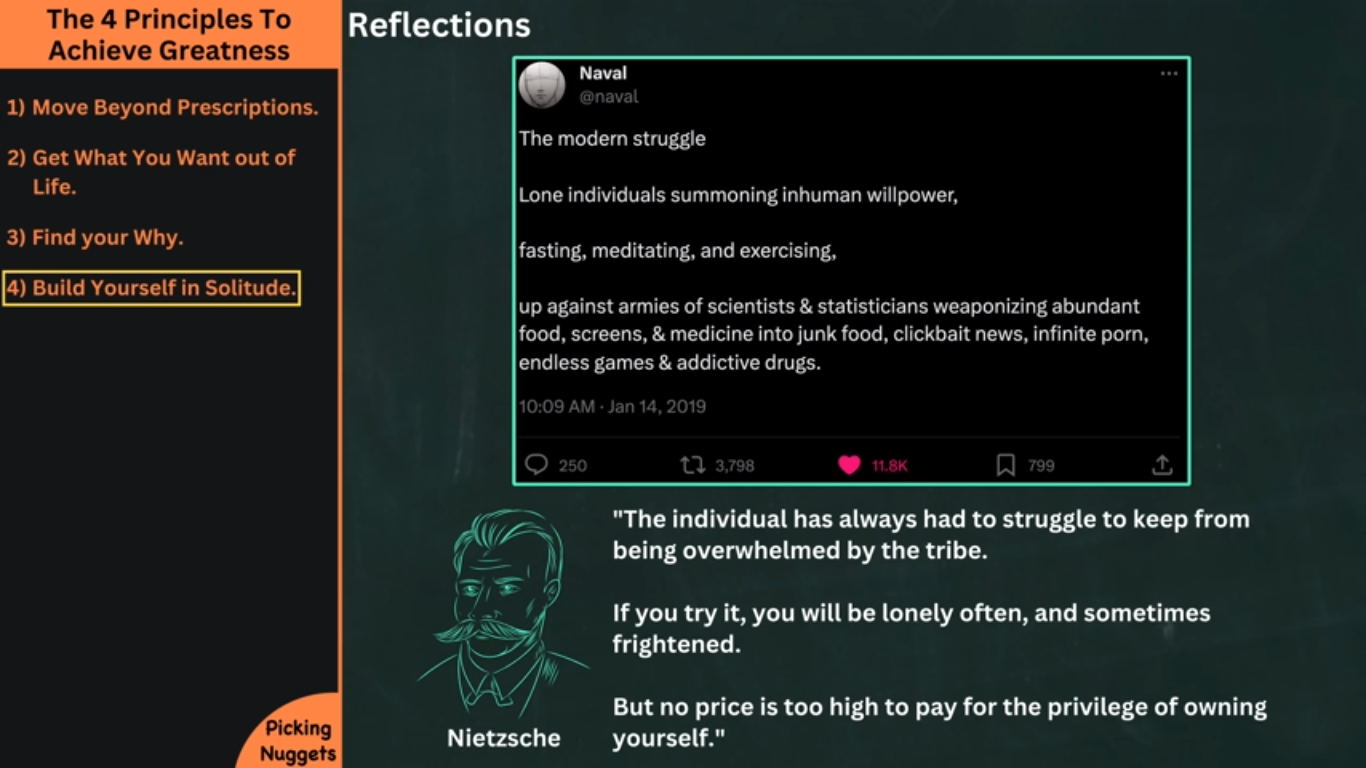 The 4 Principles To
Achieve Greatness
1) Move Beyond Prescriptions.
2) Get What You Want out of
Life.
3) Find your Why.
4) Build Yourself in Solitude.
Picking
Nuggets
Reflections
Naval
@naval
The modern struggle
Lone individuals summoning inhuman willpower,
fasting, meditating, and exercising,
up against armies of scientists & statisticians weaponizing abundant
food, screens, & medicine into junk food, clickbait news, infinite porn,
endless games & addictive drugs.
10:09 AM · Jan 14, 2019
250 3,798 11.8K 799
Nietzsche
"The individual has always had to struggle to keep from
being overwhelmed by the tribe.
If you try it, you will be lonely often, and sometimes
frightened.
But no price is too high to pay for the privilege of owning
yourself."